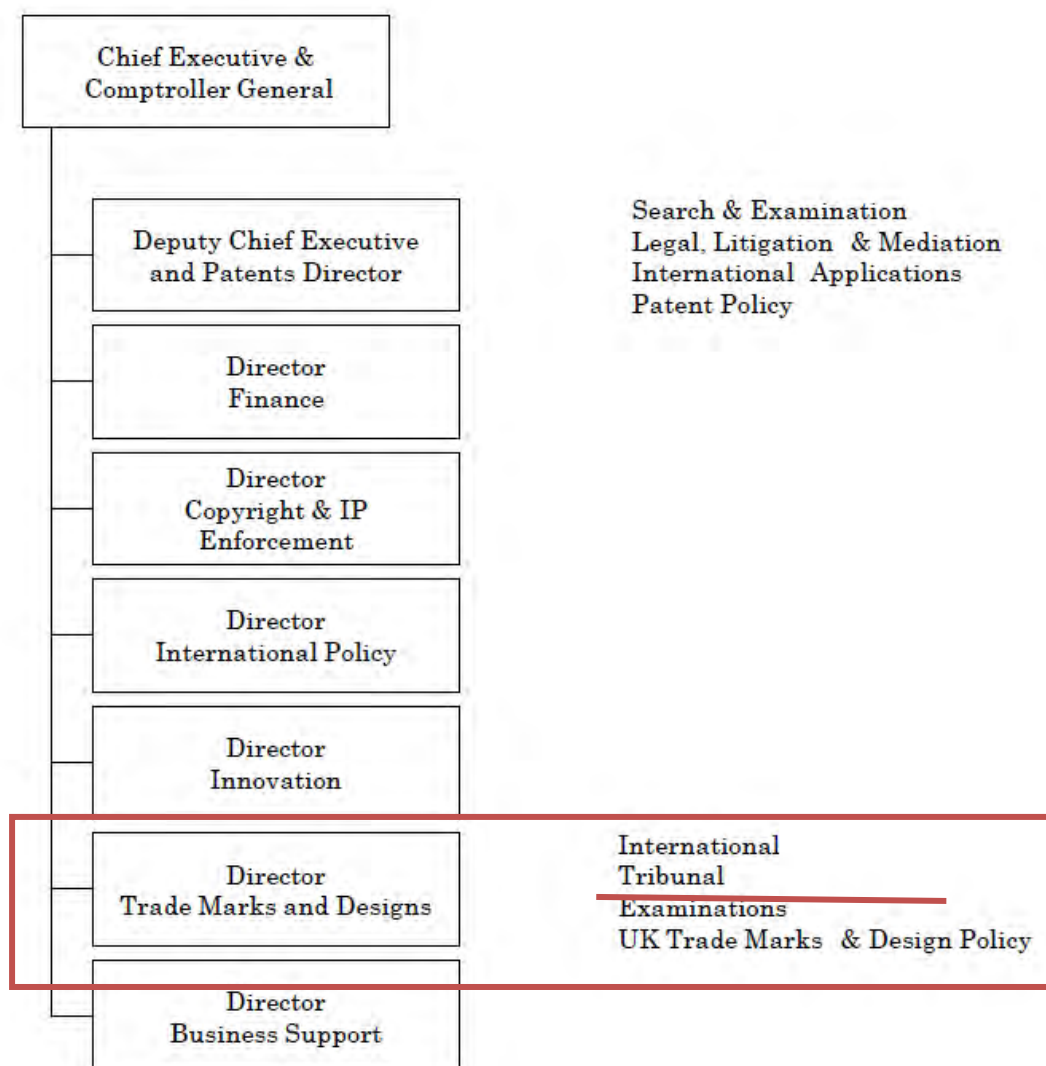 Chief Executive &
Comptroller General
Deputy Chief Executive
and Patents Director
Search & Examination
Legal, Litigation & Mediation
International Applications
Patent Policy
Director
Finance
Director
Copyright & IP
Enforcement
Director
International Policy
Director
Innovation
Director
Trade Marks and Designs
International
Tribunal
Examinations
UK Trade Marks & Design Policy
Director
Business Support